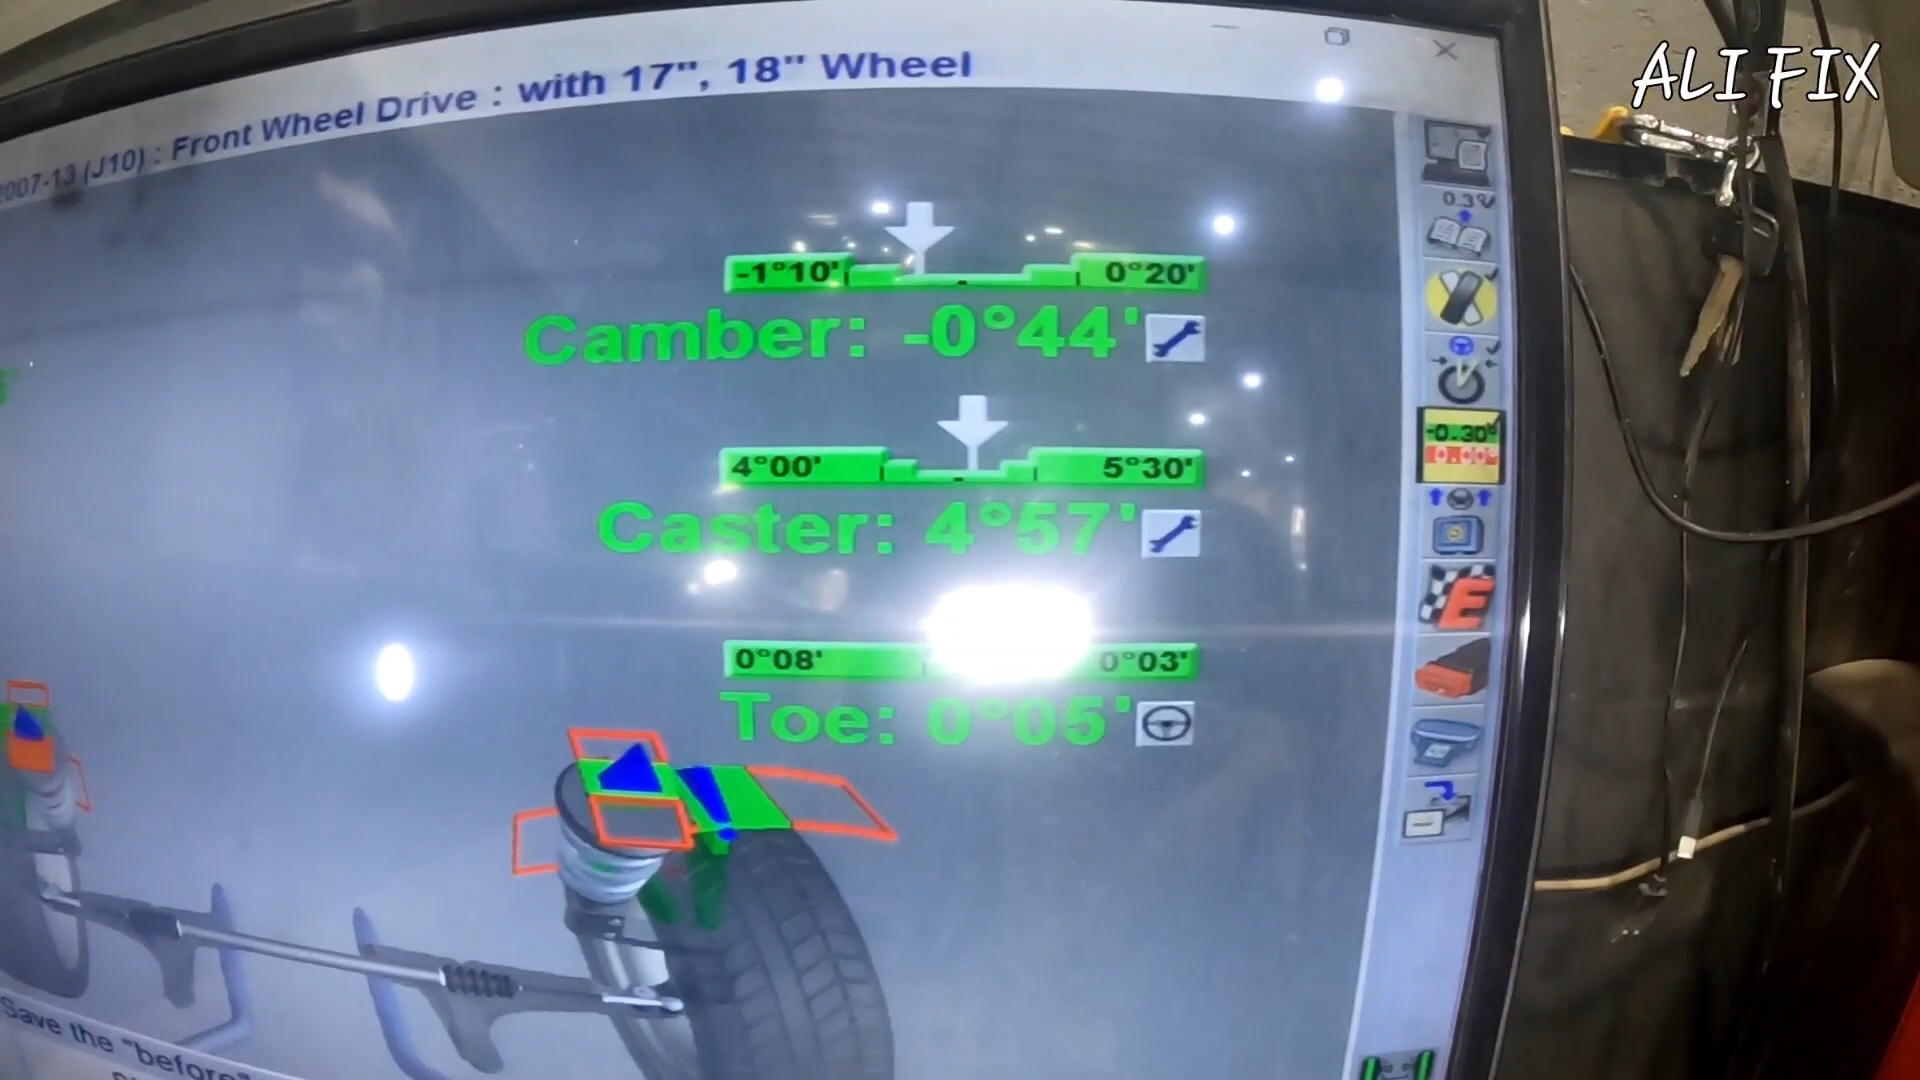 ALI FIX
2007-13 (J10) : Front Wheel Drive : with 17", 18" Wheel
-1°10' 0°20'
Camber: -0°44'
4°00' 5°30'
Caster: 4°57'
0°08' 0°03'
Toe: 0°05'
-0.30°
0.00°
E
Save the "before"